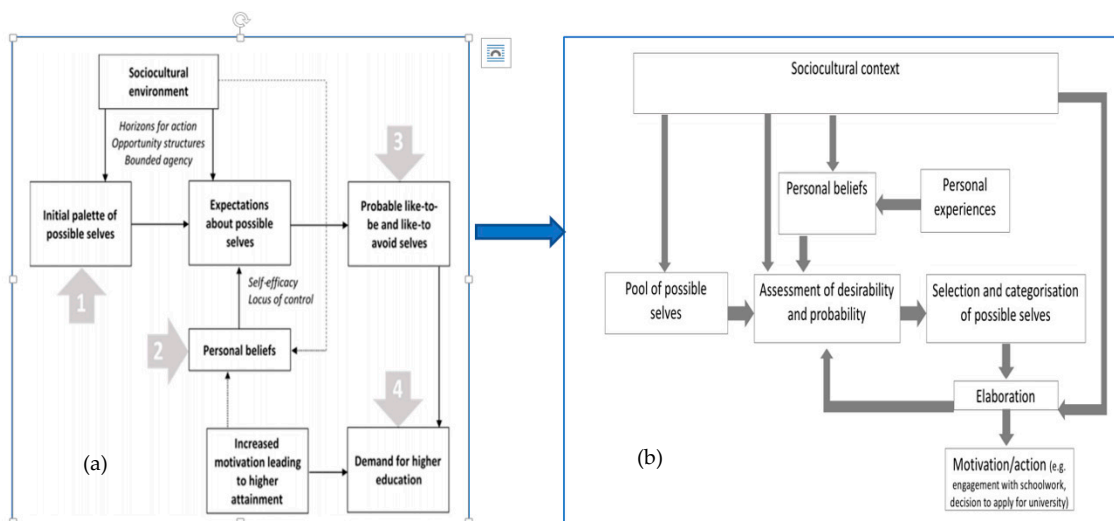 Sociocultural
environment
Horizons for action
Opportunity structures
Bounded agency
3
Initial palette of
possible selves
Expectations
about possible
selves
Probable like-to-
be and like-to
avoid selves
1
Self-efficacy
Locus of control
2
Personal beliefs
4
(a)
Increased
motivation leading
to higher
attainment
Demand for higher
education
Sociocultural context
Personal beliefs
Personal
experiences
Pool of possible
selves
Assessment of desirability
and probability
Selection and categorisation
of possible selves
Elaboration
(b)
Motivation/action (e.g.
engagement with schoolwork,
decision to apply for university)